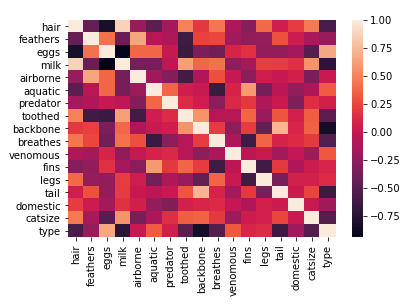 hair
feathers
eggs
milk
airborne
aquatic
predator
toothed
backbone
breathes
venomous
fins
legs
tail
domestic
catsize
type
hair
feathers
eggs
milk
airborne
aquatic
predator
toothed
backbone
breathes
venomous
fins
legs
tail
domestic
catsize
type
1.00
0.75
0.50
0.25
0.00
−0.25
−0.50
−0.75